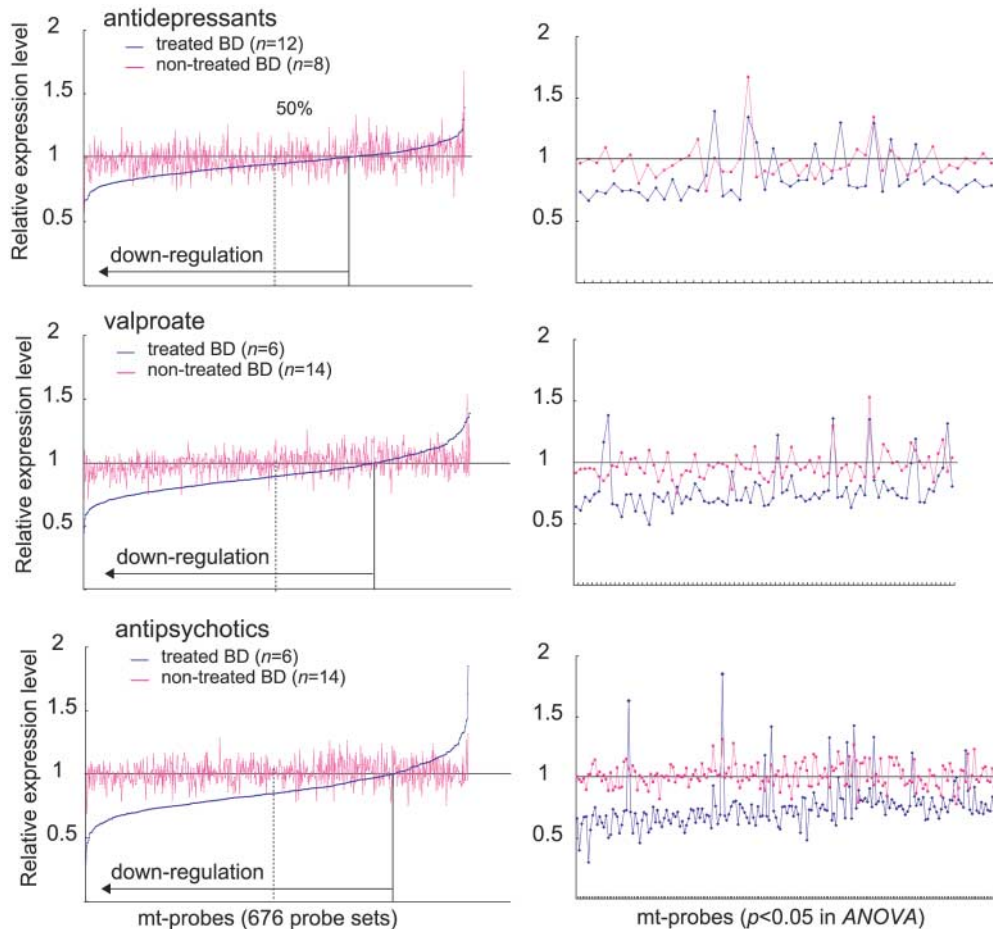 antidepressants
treated BD (n=12)
non-treated BD (n=8)
Relative expression level
2
1.5
1
0.5
50%
down-regulation
2
1.5
1
0.5
valproate
treated BD (n=6)
non-treated BD (n=14)
Relative expression level
2
1.5
1
0.5
down-regulation
2
1.5
1
0.5
antipsychotics
treated BD (n=6)
non-treated BD (n=14)
Relative expression level
2
1.5
1
0.5
down-regulation
mt-probes (676 probe sets)
2
1.5
1
0.5
mt-probes (p<0.05 in ANOVA)